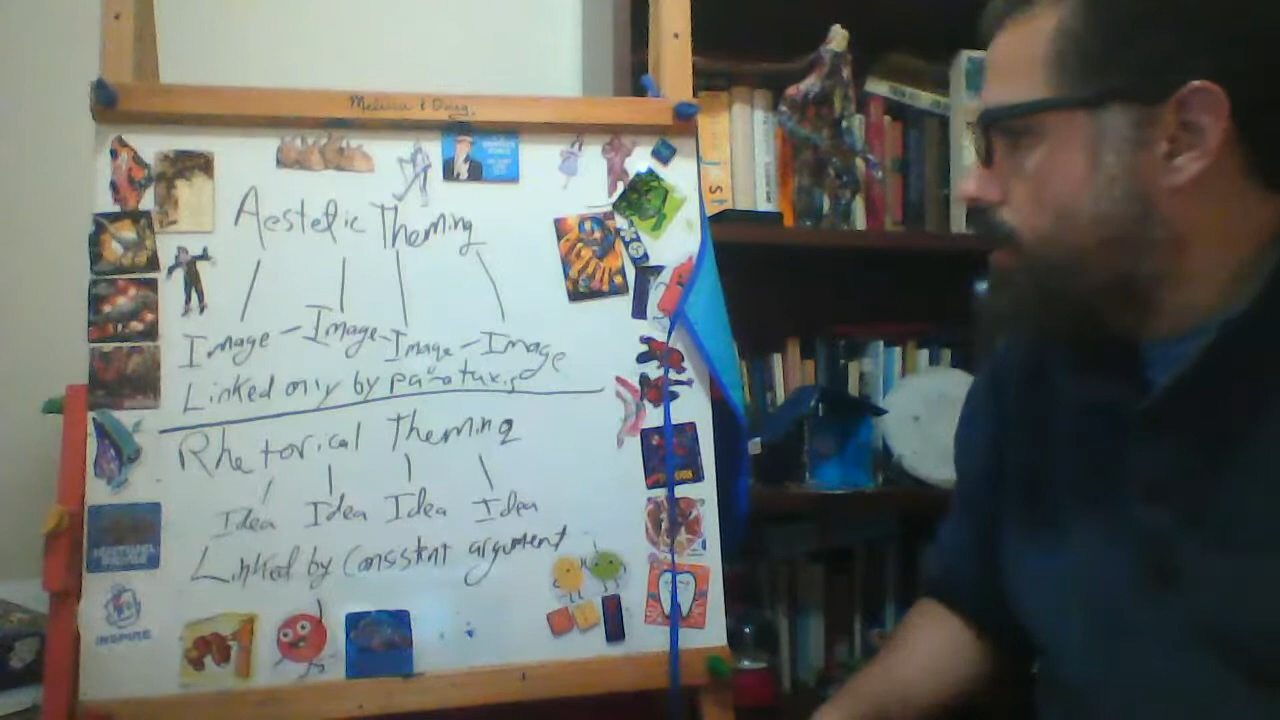 Melissa & Doug.
Aestetic Theming
Image - Image - Image - Image
Linked only by parataxis
Rhetorical Theming
Idea Idea Idea Idea
Linked by Consstent argument
INSPIRE